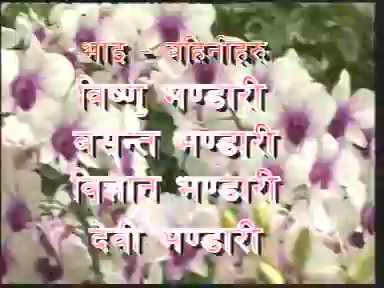 भाइ - बहिनीहरु
विष्णु भण्डारी
बसन्त भण्डारी
विज्ञान भण्डारी
देवी भण्डारी